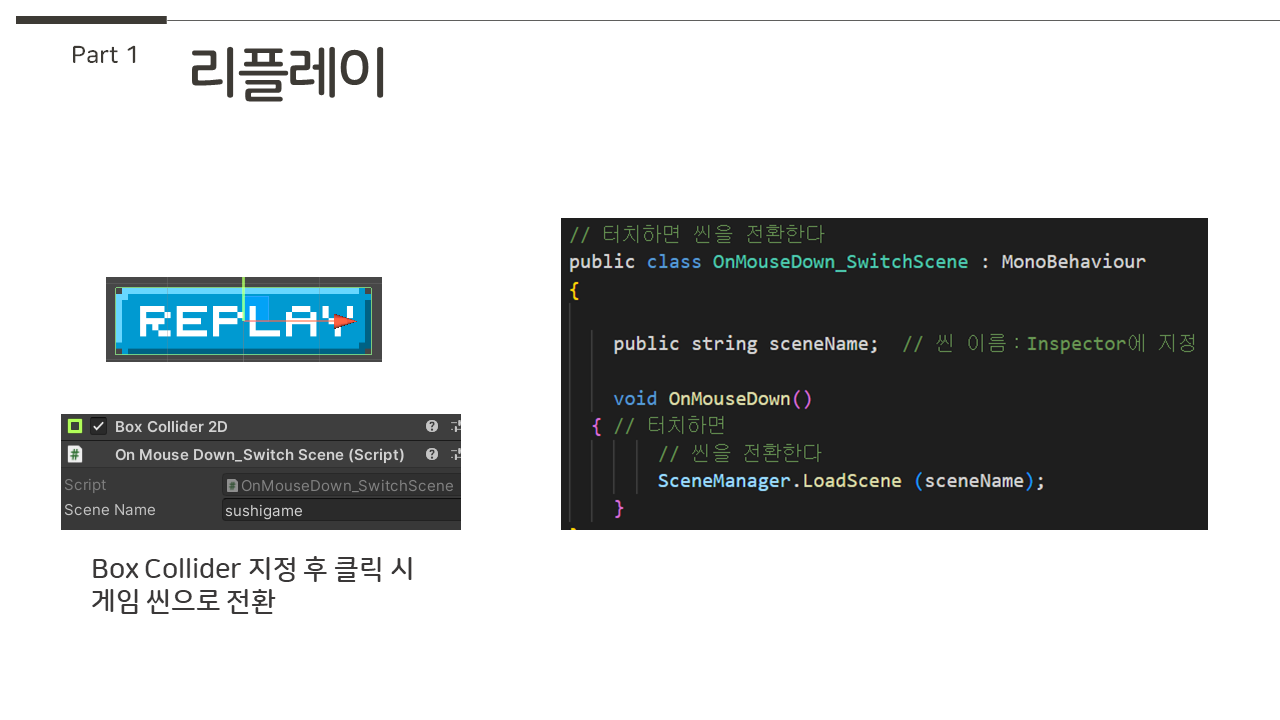 Part 1
리플레이
REPLAY
Box Collider 2D
On Mouse Down_Switch Scene (Script)
Script
OnMouseDown_SwitchScene
Scene Name
sushigame
Box Collider 지정 후 클릭 시
게임 씬으로 전환
// 터치하면 씬을 전환한다
public class OnMouseDown_SwitchScene : MonoBehaviour
{
public string sceneName; // 씬 이름：Inspector에 지정
void OnMouseDown()
{ // 터치하면
// 씬을 전환한다
SceneManager.LoadScene (sceneName);
}